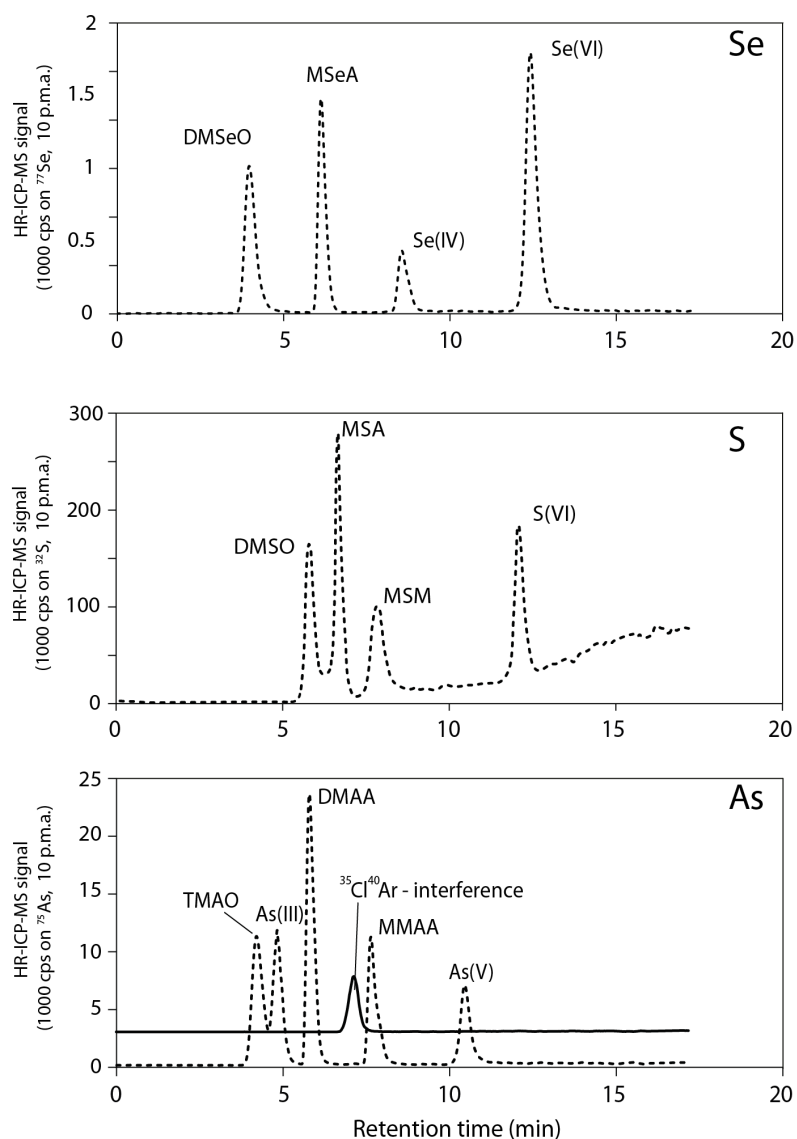 Se
HR-ICP-MS signal
(1000 cps on ⁷⁷Se, 10 p.m.a.)
2
1.5
1
0.5
0
DMSeO
MSeA
Se(IV)
Se(VI)
0 5 10 15 20
S
HR-ICP-MS signal
(1000 cps on ³²S, 10 p.m.a.)
300
200
100
0
DMSO
MSA
MSM
S(VI)
0 5 10 15 20
As
HR-ICP-MS signal
(1000 cps on ⁷⁵As, 10 p.m.a.)
25
20
15
10
5
0
TMAO
As(III)
DMAA
³⁵Cl⁴⁰Ar - interference
MMAA
As(V)
0 5 10 15 20
Retention time (min)